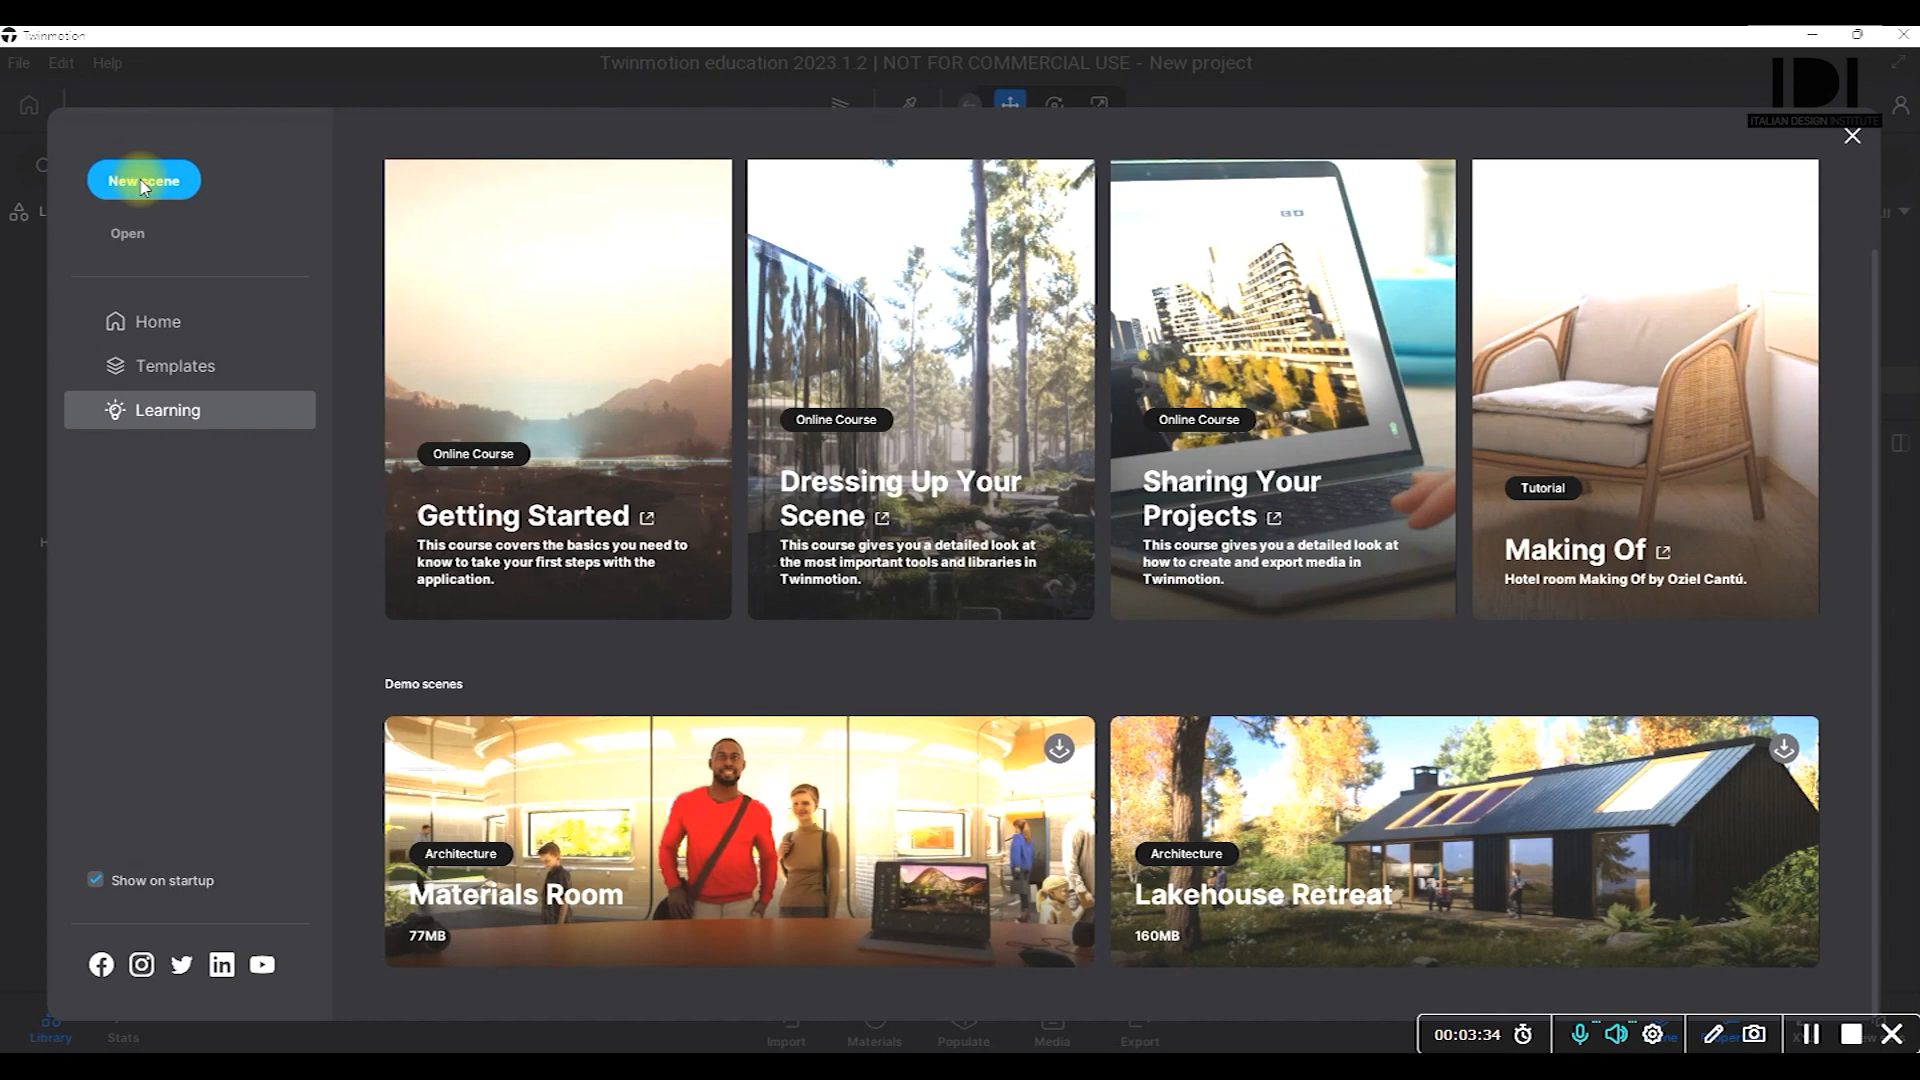 Twinmotion
File Edit Help
Twinmotion education 2023.1.2 | NOT FOR COMMERCIAL USE - New project
IDI
ITALIAN DESIGN INSTITUTE
New scene
Open
Home
Templates
Learning
Show on startup
Online Course
Getting Started
This course covers the basics you need to
know to take your first steps with the
application.
Online Course
Dressing Up Your
Scene
This course gives you a detailed look at
the most important tools and libraries in
Twinmotion.
Online Course
Sharing Your
Projects
This course gives you a detailed look at
how to create and export media in
Twinmotion.
Tutorial
Making Of
Hotel room Making Of by Oziel Cantú.
Demo scenes
Architecture
Materials Room
77MB
Architecture
Lakehouse Retreat
160MB
Library Stats Import Materials Populate Media Export
00:03:34